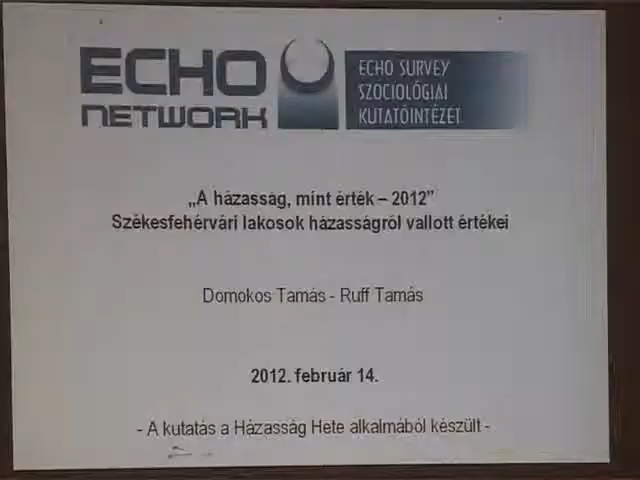 ECHO
NETWORK
ECHO SURVEY
SZOCIOLÓGIAI
KUTATÓINTÉZET
„A házasság, mint érték – 2012”
Székesfehérvári lakosok házasságról vallott értékei
Domokos Tamás - Ruff Tamás
2012. február 14.
- A kutatás a Házasság Hete alkalmából készült -